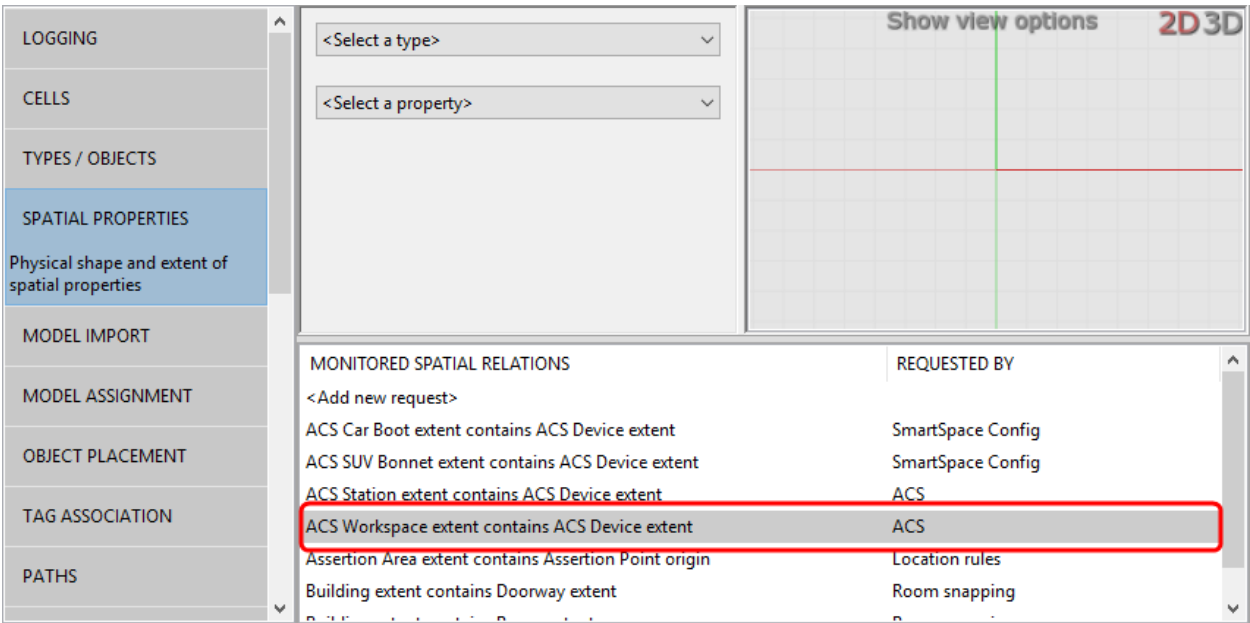 LOGGING
CELLS
TYPES / OBJECTS
SPATIAL PROPERTIES
Physical shape and extent of
spatial properties
MODEL IMPORT
MODEL ASSIGNMENT
OBJECT PLACEMENT
TAG ASSOCIATION
PATHS
<Select a type>
<Select a property>
Show view options 2D 3D
MONITORED SPATIAL RELATIONS REQUESTED BY
<Add new request>
ACS Car Boot extent contains ACS Device extent SmartSpace Config
ACS SUV Bonnet extent contains ACS Device extent SmartSpace Config
ACS Station extent contains ACS Device extent ACS
ACS Workspace extent contains ACS Device extent ACS
Assertion Area extent contains Assertion Point origin Location rules
Building extent contains Doorway extent Room snapping